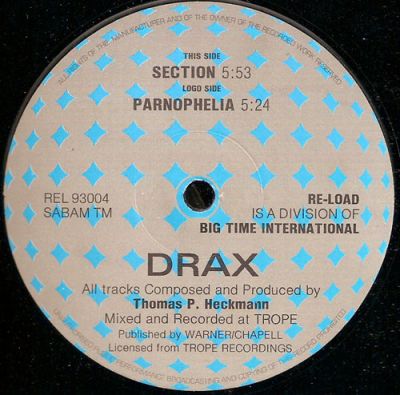 ALL RIGHTS OF THE MANUFACTURER AND OF THE OWNER OF THE RECORDED WORK RESERVED
THIS SIDE
SECTION 5:53
LOGO SIDE
PARNOPHELIA 5:24
REL 93004
SABAM TM
RE-LOAD
IS A DIVISION OF
BIG TIME INTERNATIONAL
DRAX
All tracks Composed and Produced by
Thomas P. Heckmann
Mixed and Recorded at TROPE
Published by WARNER/CHAPELL
Licensed from TROPE RECORDINGS
UNAUTHORISED PUBLIC PERFORMANCE BROADCASTING AND COPYING OF THIS RECORD PROHIBITED